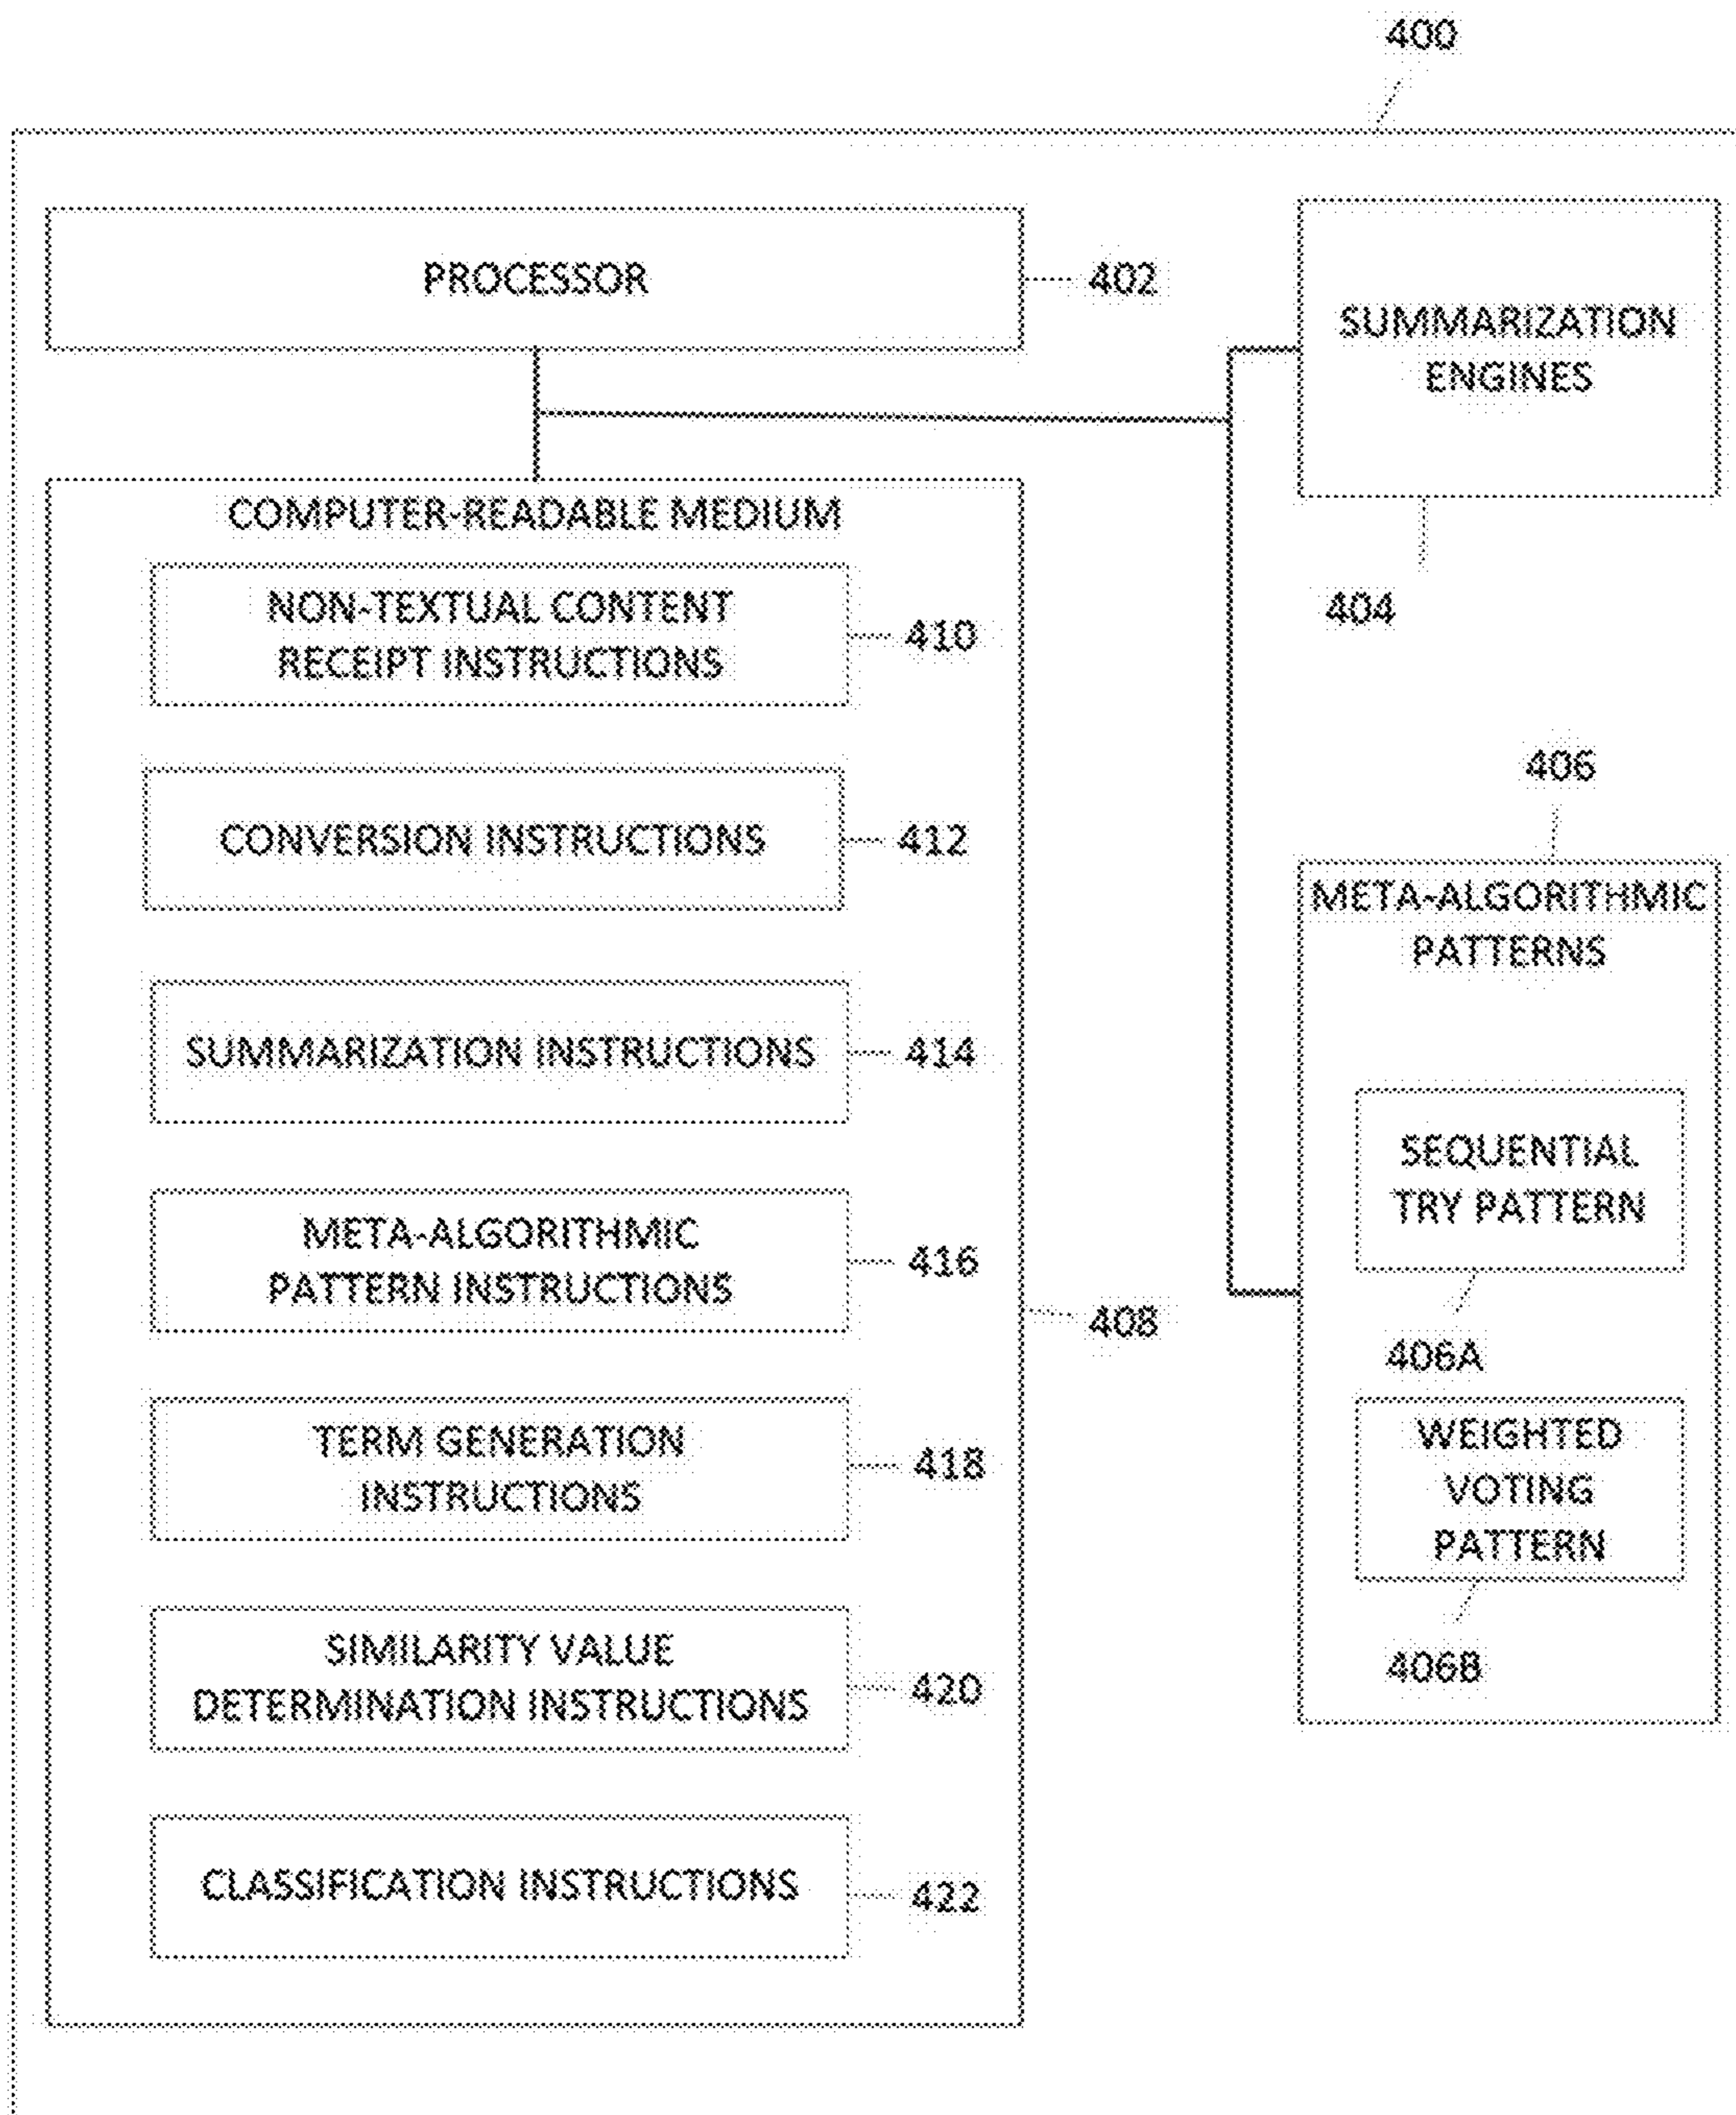 400
PROCESSOR
402
SUMMARIZATION
ENGINES
404
COMPUTER-READABLE MEDIUM
NON-TEXTUAL CONTENT
RECEIPT INSTRUCTIONS
410
CONVERSION INSTRUCTIONS
412
SUMMARIZATION INSTRUCTIONS
414
META-ALGORITHMIC
PATTERN INSTRUCTIONS
416
TERM GENERATION
INSTRUCTIONS
418
SIMILARITY VALUE
DETERMINATION INSTRUCTIONS
420
CLASSIFICATION INSTRUCTIONS
422
408
406
META-ALGORITHMIC
PATTERNS
SEQUENTIAL
TRY PATTERN
406A
WEIGHTED
VOTING
PATTERN
406B